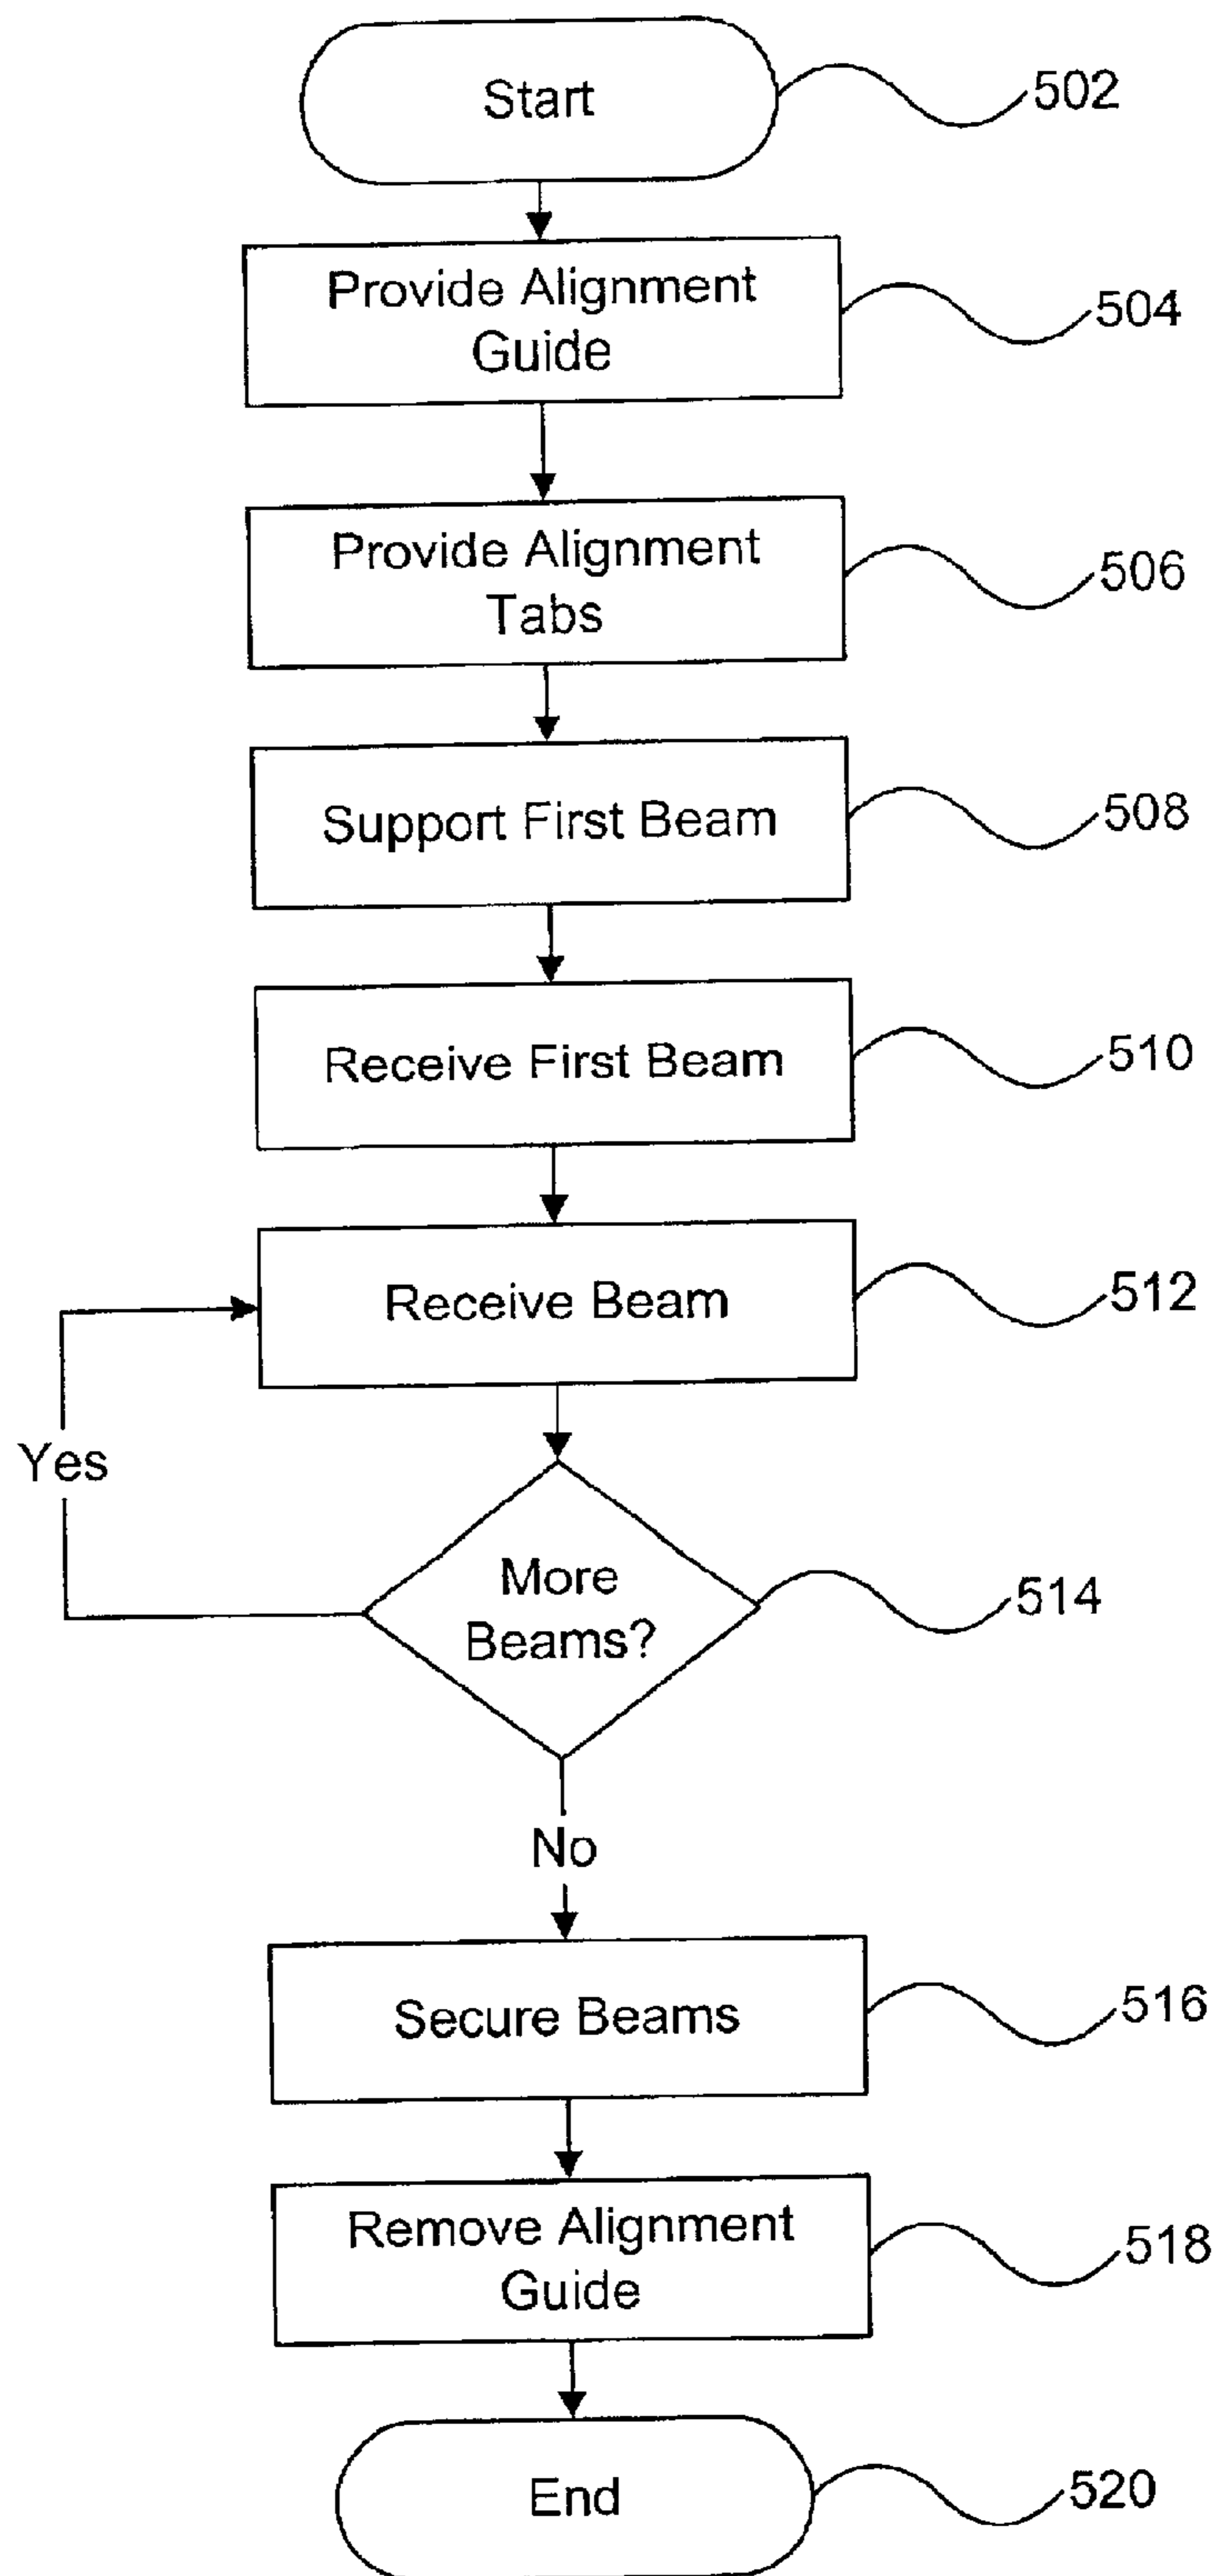 Start
502
Provide Alignment
Guide
504
Provide Alignment
Tabs
506
Support First Beam
508
Receive First Beam
510
Receive Beam
512
Yes
More
Beams?
514
No
Secure Beams
516
Remove Alignment
Guide
518
End
520